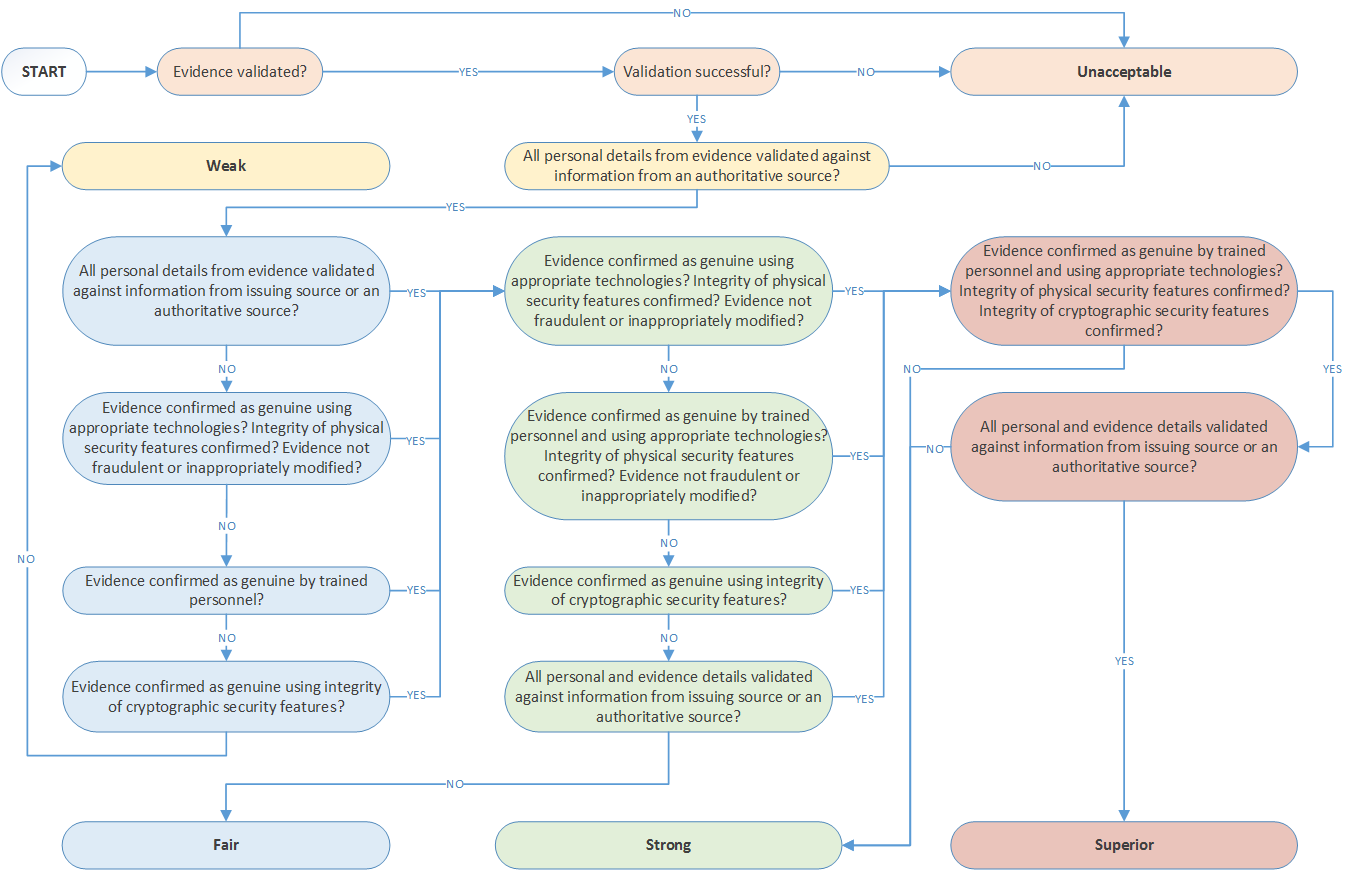 NO
START
Evidence validated?
YES
Validation successful?
NO
Unacceptable
YES
Weak
All personal details from evidence validated against
information from an authoritative source?
NO
YES
All personal details from evidence validated
against information from issuing source or an
authoritative source?
YES
Evidence confirmed as genuine using
appropriate technologies? Integrity of physical
security features confirmed? Evidence not
fraudulent or inappropriately modified?
YES
Evidence confirmed as genuine by trained
personnel and using appropriate technologies?
Integrity of physical security features confirmed?
Integrity of cryptographic security features
confirmed?
NO
NO
NO
YES
Evidence confirmed as genuine using
appropriate technologies? Integrity of physical
security features confirmed? Evidence not
fraudulent or inappropriately modified?
YES
Evidence confirmed as genuine by trained
personnel and using appropriate technologies?
Integrity of physical security features
confirmed? Evidence not fraudulent or
inappropriately modified?
YES
NO
All personal and evidence details validated
against information from issuing source or an
authoritative source?
NO
NO
NO
Evidence confirmed as genuine by trained
personnel?
YES
Evidence confirmed as genuine using integrity
of cryptographic security features?
YES
NO
NO
YES
Evidence confirmed as genuine using integrity
of cryptographic security features?
YES
All personal and evidence details validated
against information from issuing source or an
authoritative source?
YES
NO
Fair
Strong
Superior